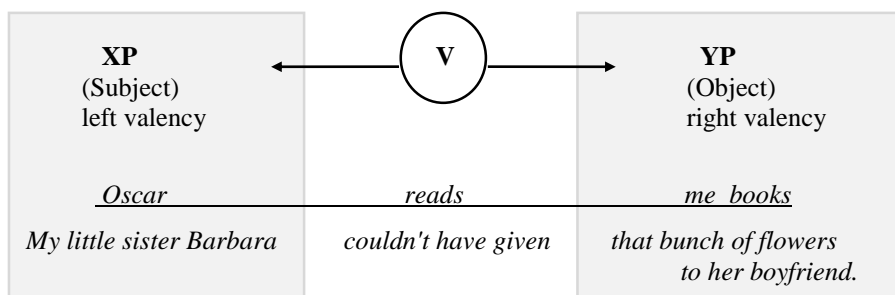 XP V YP
(Subject) (Object)
left valency right valency
Oscar reads me books
My little sister Barbara couldn't have given that bunch of flowers
to her boyfriend.